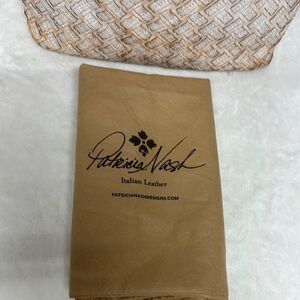 Patricia Nash
Italian Leather
PATRICIANASHDESIGNS.COM